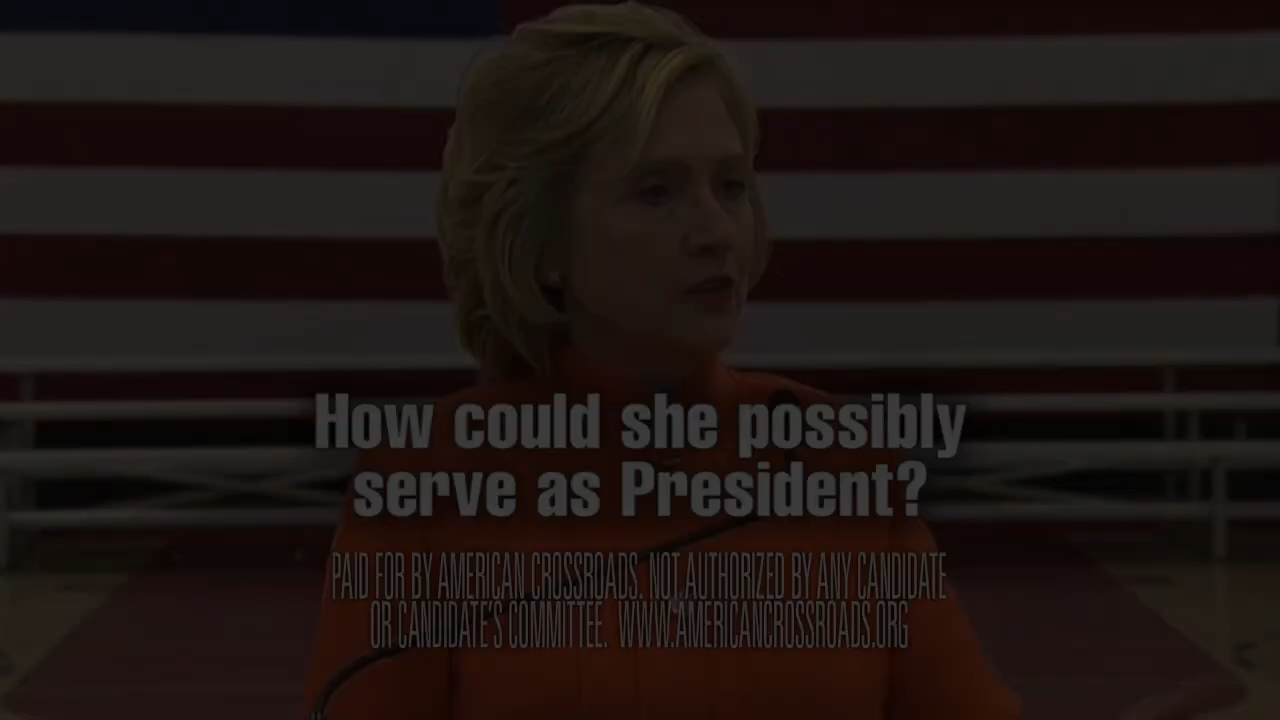 How could she possibly
serve as President?
PAID FOR BY AMERICAN CROSSROADS. NOT AUTHORIZED BY ANY CANDIDATE
OR CANDIDATE'S COMMITTEE. WWW.AMERICANCROSSROADS.ORG